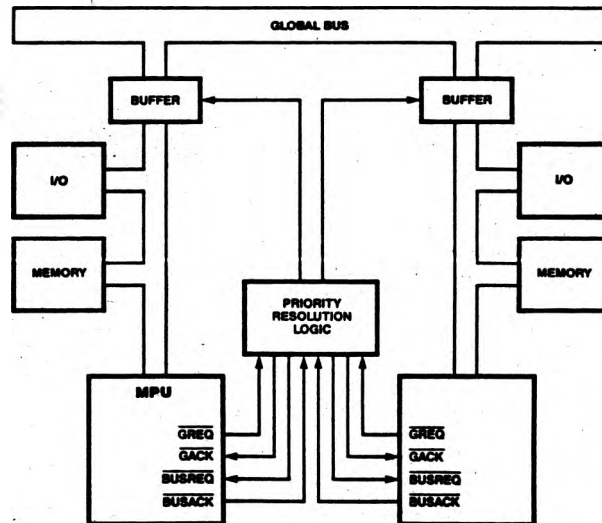 GLOBAL BUS
BUFFER
BUFFER
I/O
I/O
MEMORY
MEMORY
PRIORITY
RESOLUTION
LOGIC
MPU
GREQ
GACK
BUSREQ
BUSACK
GREQ
GACK
BUSREQ
BUSACK